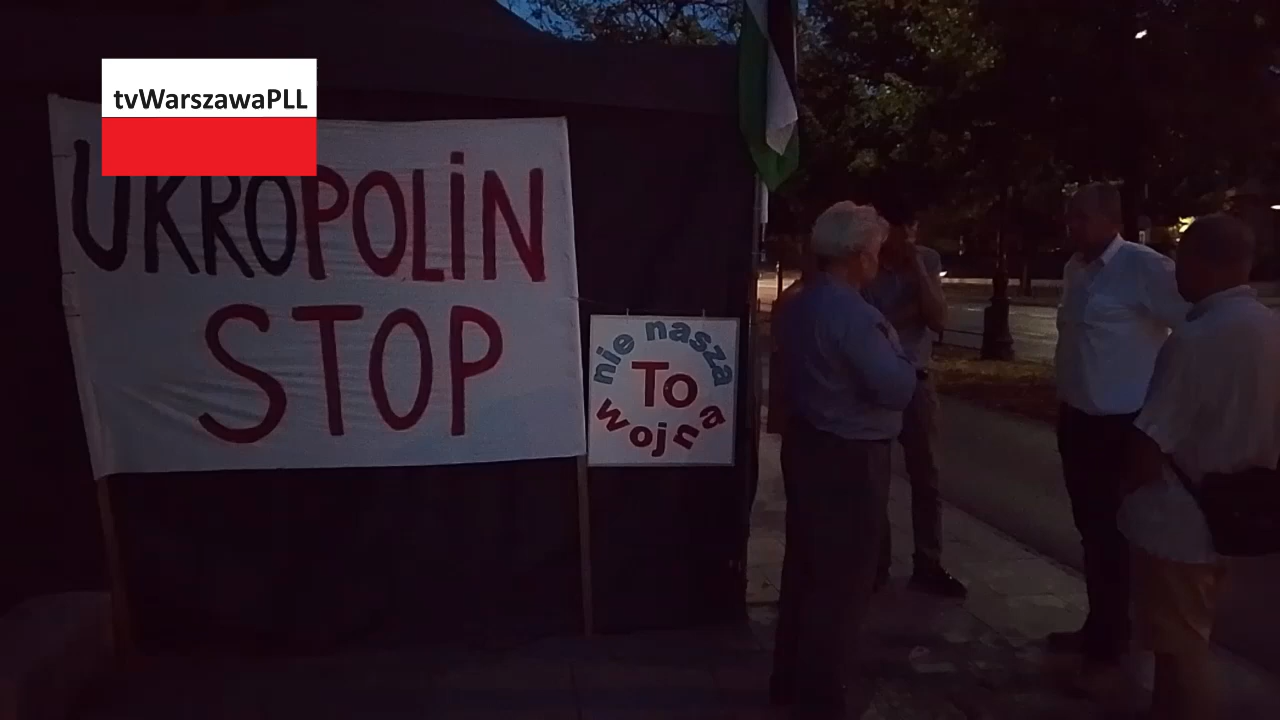 tvWarszawaPLL
UKROPOLiN
STOP
nie nasza
To
wojna